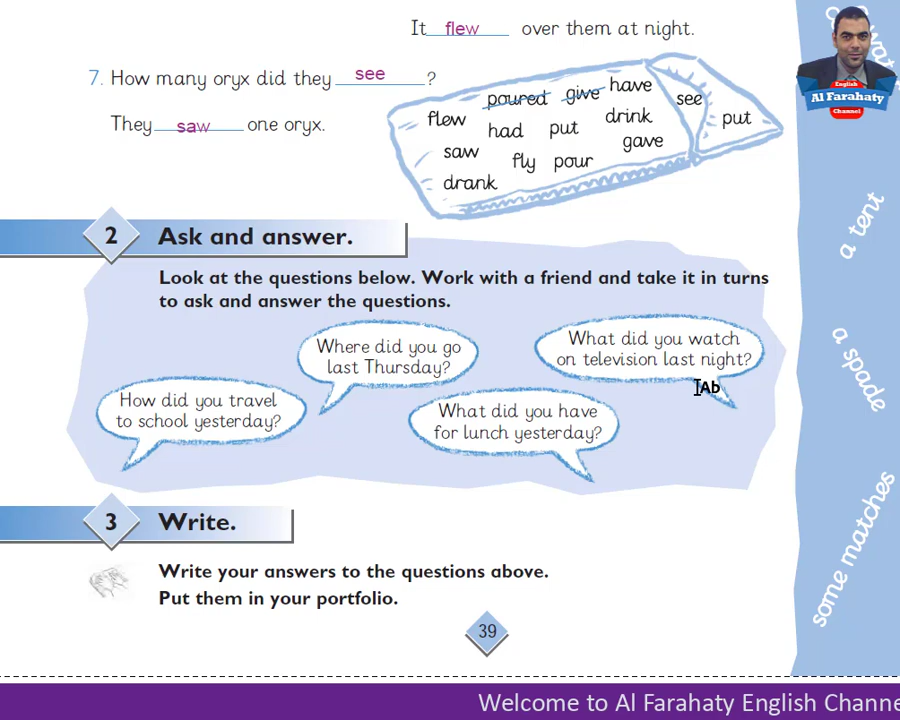 It flew over them at night.
7. How many oryx did they see ?
They saw one oryx.
poured give have see
flew had put drink put
saw fly pour gave
drank
2 Ask and answer.
Look at the questions below. Work with a friend and take it in turns
to ask and answer the questions.
Where did you go
last Thursday?
What did you watch
on television last night?
Ab
How did you travel
to school yesterday?
What did you have
for lunch yesterday?
3 Write.
Write your answers to the questions above.
Put them in your portfolio.
39
a tent
a spade
some matches
English
Al Farahaty
Channel
Welcome to Al Farahaty English Channe